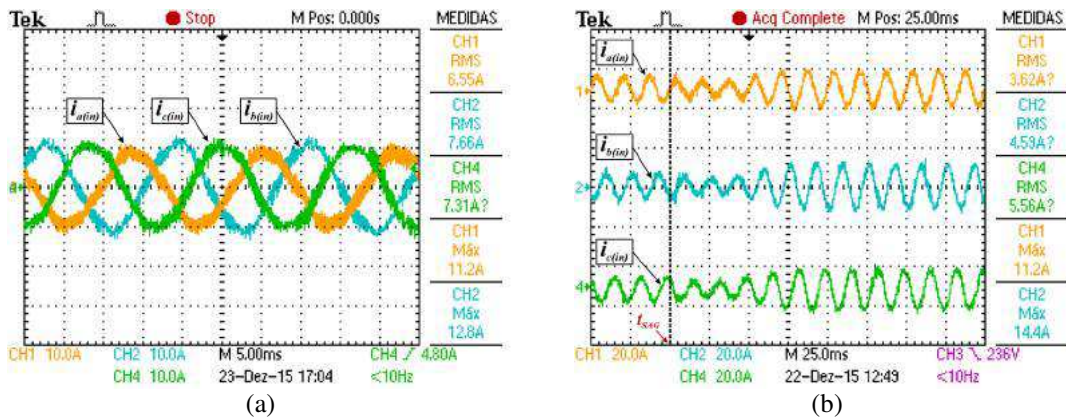 Tek Stop M Pos: 0.000s MEDIDAS
CH1
RMS
6.55A
CH2
RMS
7.66A
CH4
RMS
7.31A?
CH1
Máx
11.2A
CH2
Máx
12.8A
i_a(in) i_c(in) i_b(in)
CH1 10.0A CH2 10.0A M 5.00ms CH4 4.80A
CH4 10.0A 23-Dez-15 17:04 <10Hz
(a)
Tek Acq Complete M Pos: 25.00ms MEDIDAS
CH1
RMS
3.62A?
CH2
RMS
4.59A?
CH4
RMS
5.56A?
CH1
Máx
11.2A
CH2
Máx
14.4A
i_a(in)
1
i_b(in)
2
i_c(in)
4
t_SAG
CH1 20.0A CH2 20.0A M 25.0ms CH3 236V
CH4 20.0A 22-Dez-15 12:49 <10Hz
(b)